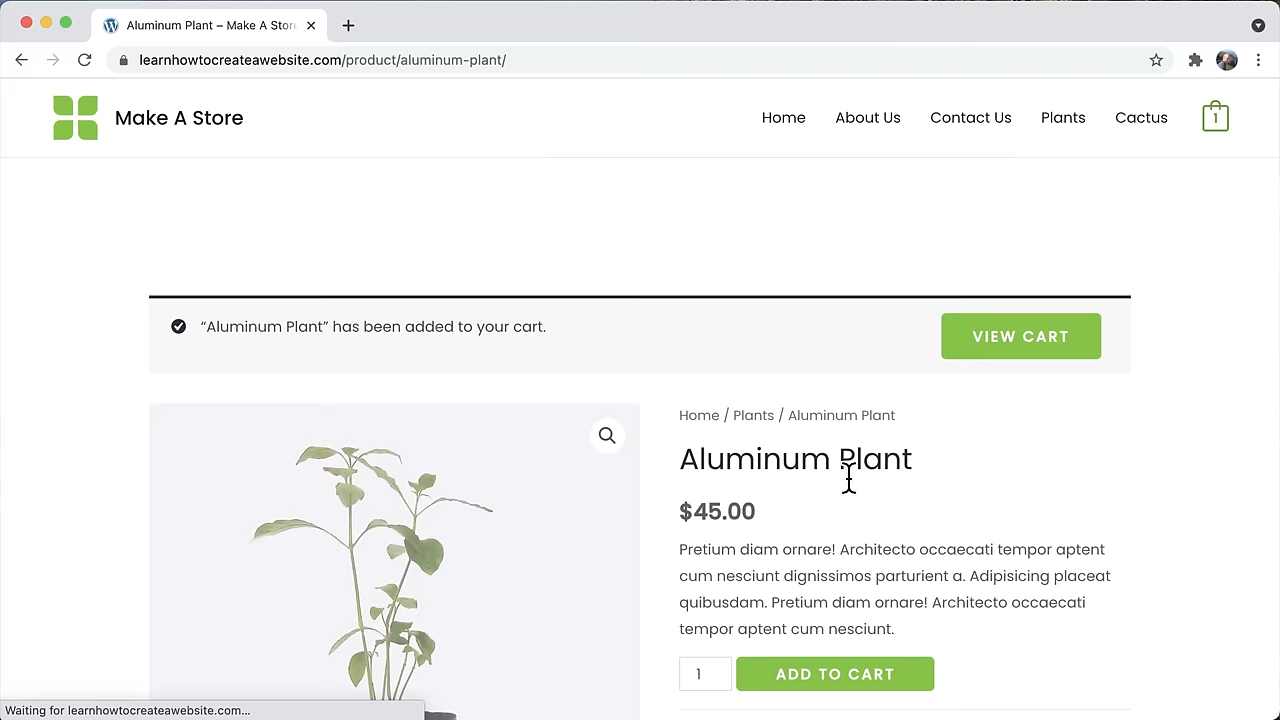 Aluminum Plant – Make A Store
learnhowtocreateawebsite.com/product/aluminum-plant/
Make A Store
Home
About Us
Contact Us
Plants
Cactus
1
“Aluminum Plant” has been added to your cart.
VIEW CART
Home / Plants / Aluminum Plant
Aluminum Plant
$45.00
Pretium diam ornare! Architecto occaecati tempor aptent
cum nesciunt dignissimos parturient a. Adipisicing placeat
quibusdam. Pretium diam ornare! Architecto occaecati
tempor aptent cum nesciunt.
1
ADD TO CART
Waiting for learnhowtocreateawebsite.com...